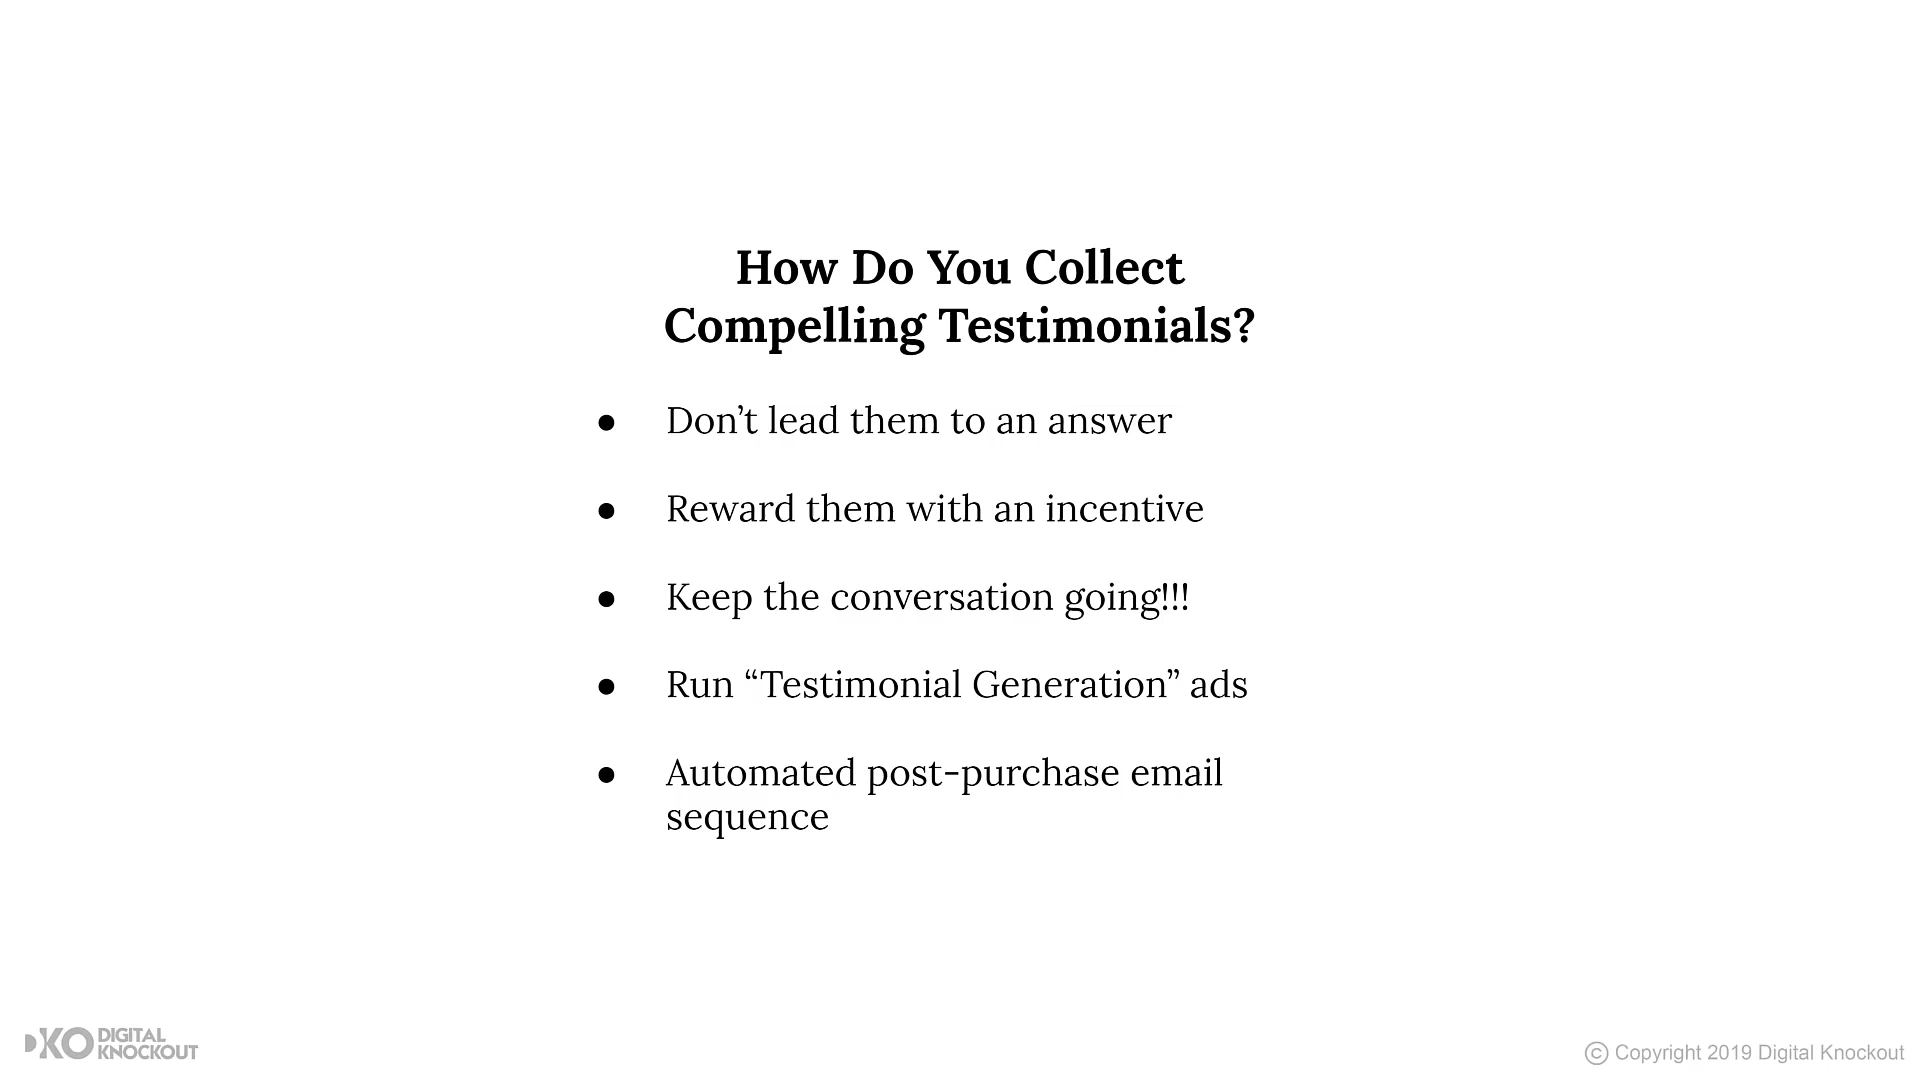 How Do You Collect
Compelling Testimonials?
● Don’t lead them to an answer
● Reward them with an incentive
● Keep the conversation going!!!
● Run “Testimonial Generation” ads
● Automated post-purchase email
sequence
KO DIGITAL
KNOCKOUT
© Copyright 2019 Digital Knockout